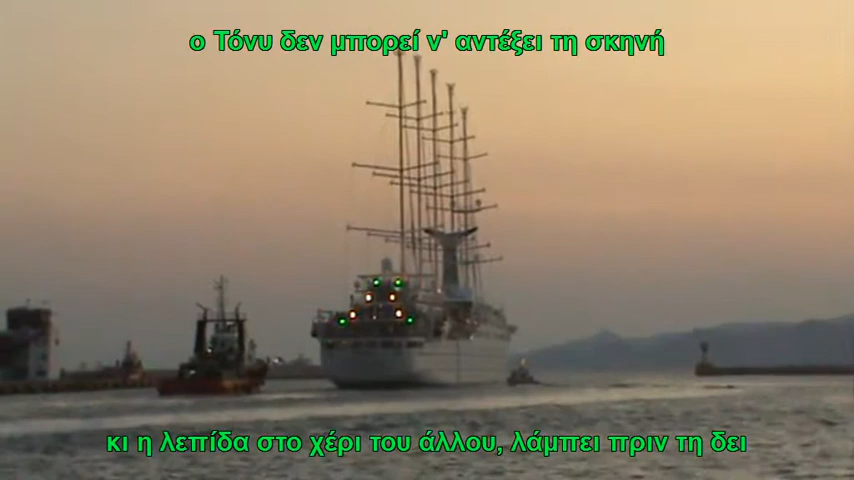 ο Τόνυ δεν μπορεί ν' αντέξει τη σκηνή
κι η λεπίδα στο χέρι του άλλου, λάμπει πριν τη δει